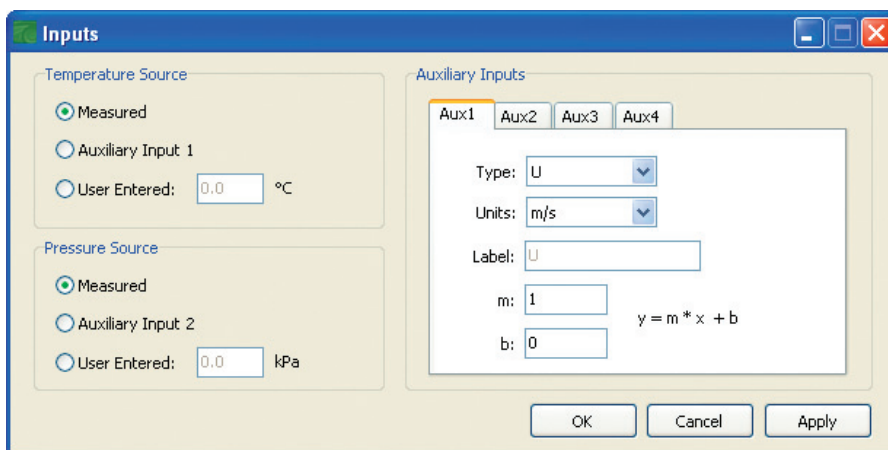 Inputs
Temperature Source
Measured
Auxiliary Input 1
User Entered: 0.0 °C
Pressure Source
Measured
Auxiliary Input 2
User Entered: 0.0 kPa
Auxiliary Inputs
Aux1 Aux2 Aux3 Aux4
Type: U
Units: m/s
Label: U
m: 1
y = m * x + b
b: 0
OK Cancel Apply